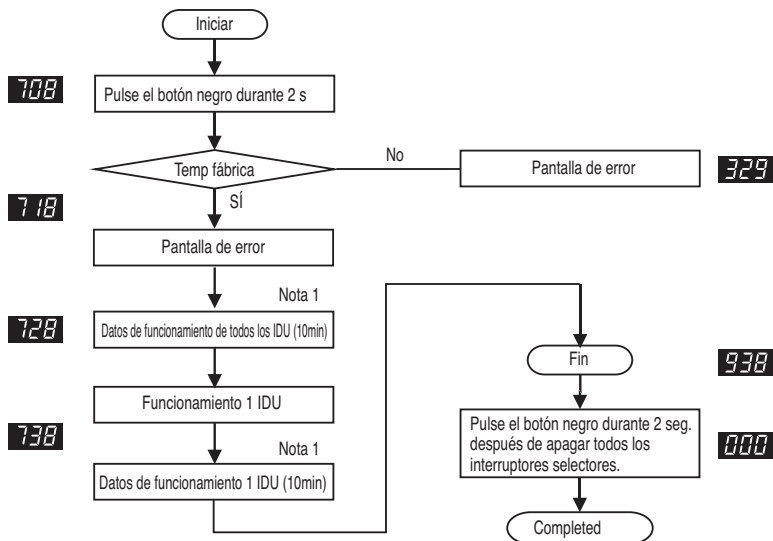 Iniciar
708
Pulse el botón negro durante 2 s
Temp fábrica
No
Pantalla de error
329
718
SÍ
Pantalla de error
Nota 1
728
Datos de funcionamiento de todos los IDU (10min)
Funcionamiento 1 IDU
738
Nota 1
Datos de funcionamiento 1 IDU (10min)
Fin
938
Pulse el botón negro durante 2 seg.
después de apagar todos los
interruptores selectores.
000
Completed